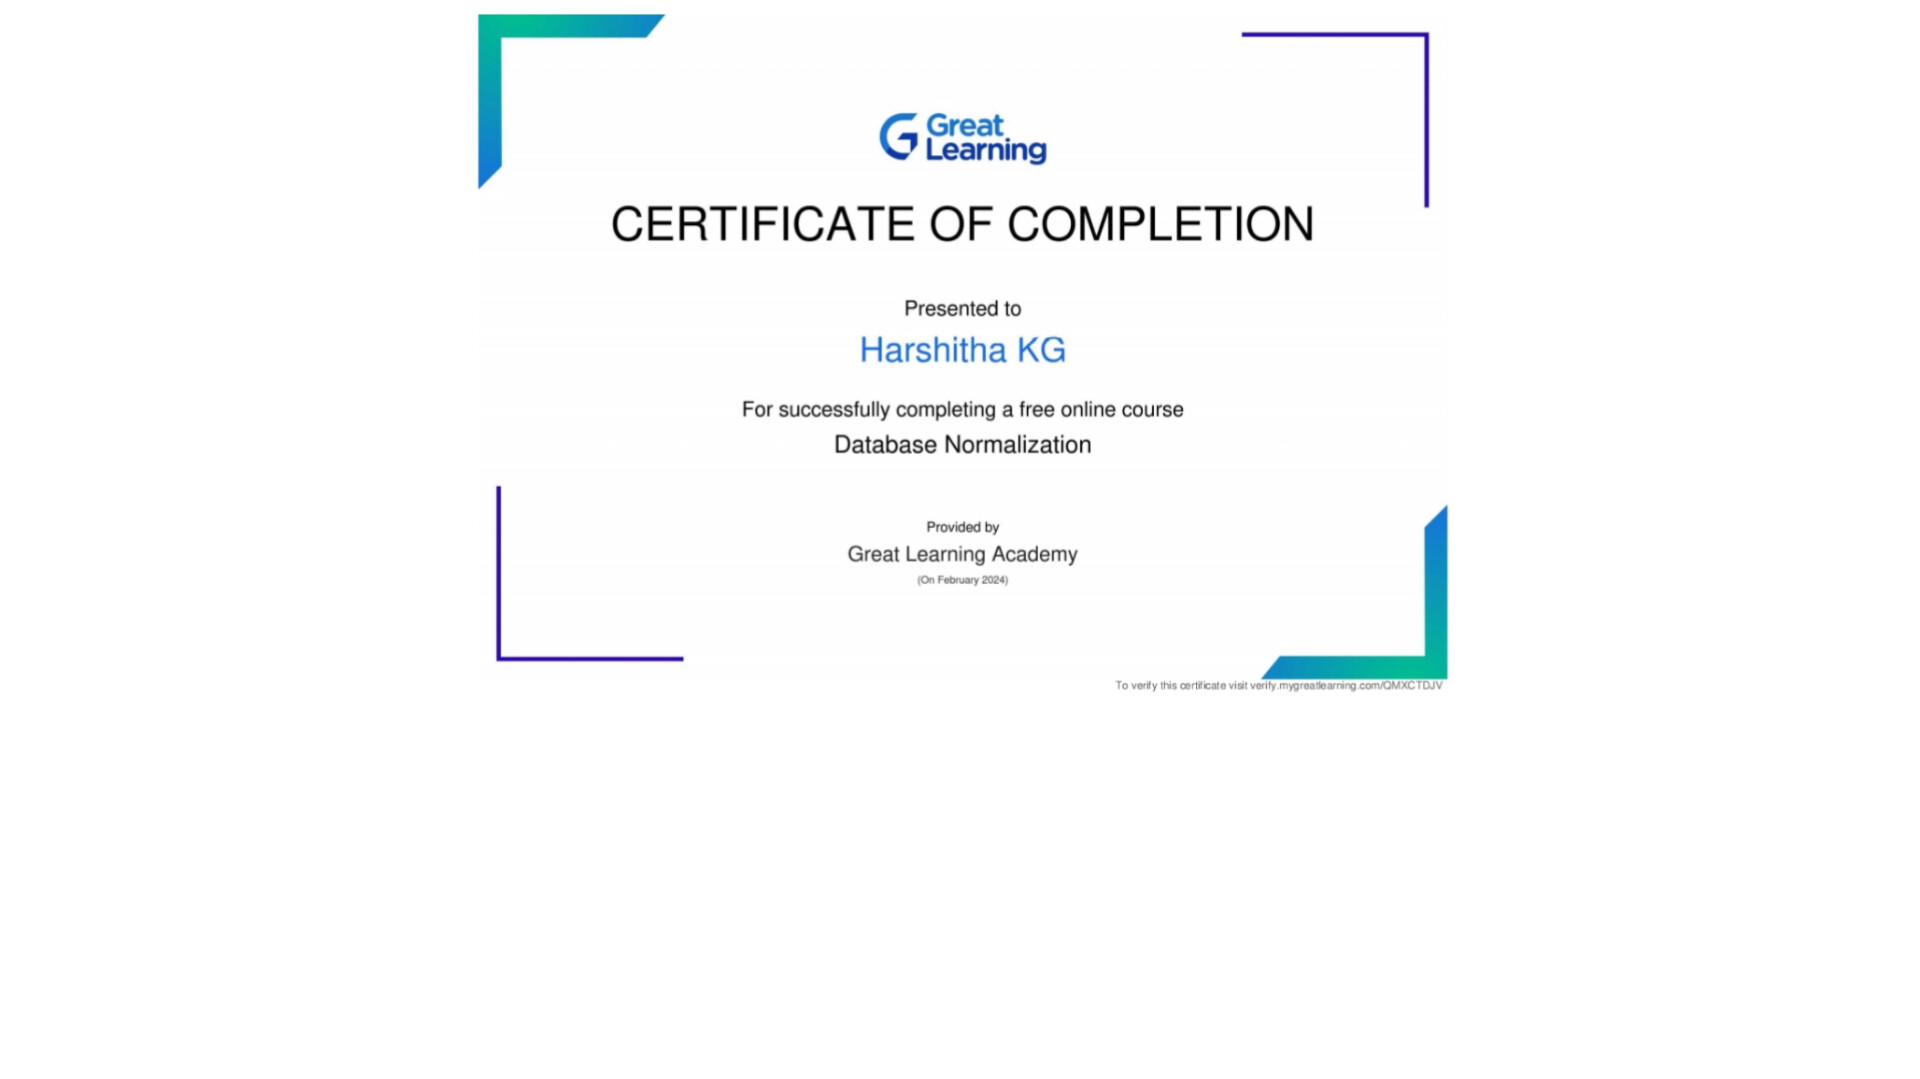 Great
Learning
CERTIFICATE OF COMPLETION
Presented to
Harshitha KG
For successfully completing a free online course
Database Normalization
Provided by
Great Learning Academy
(On February 2024)
To verify this certificate visit verify.mygreatlearning.com/QMXCTDJV